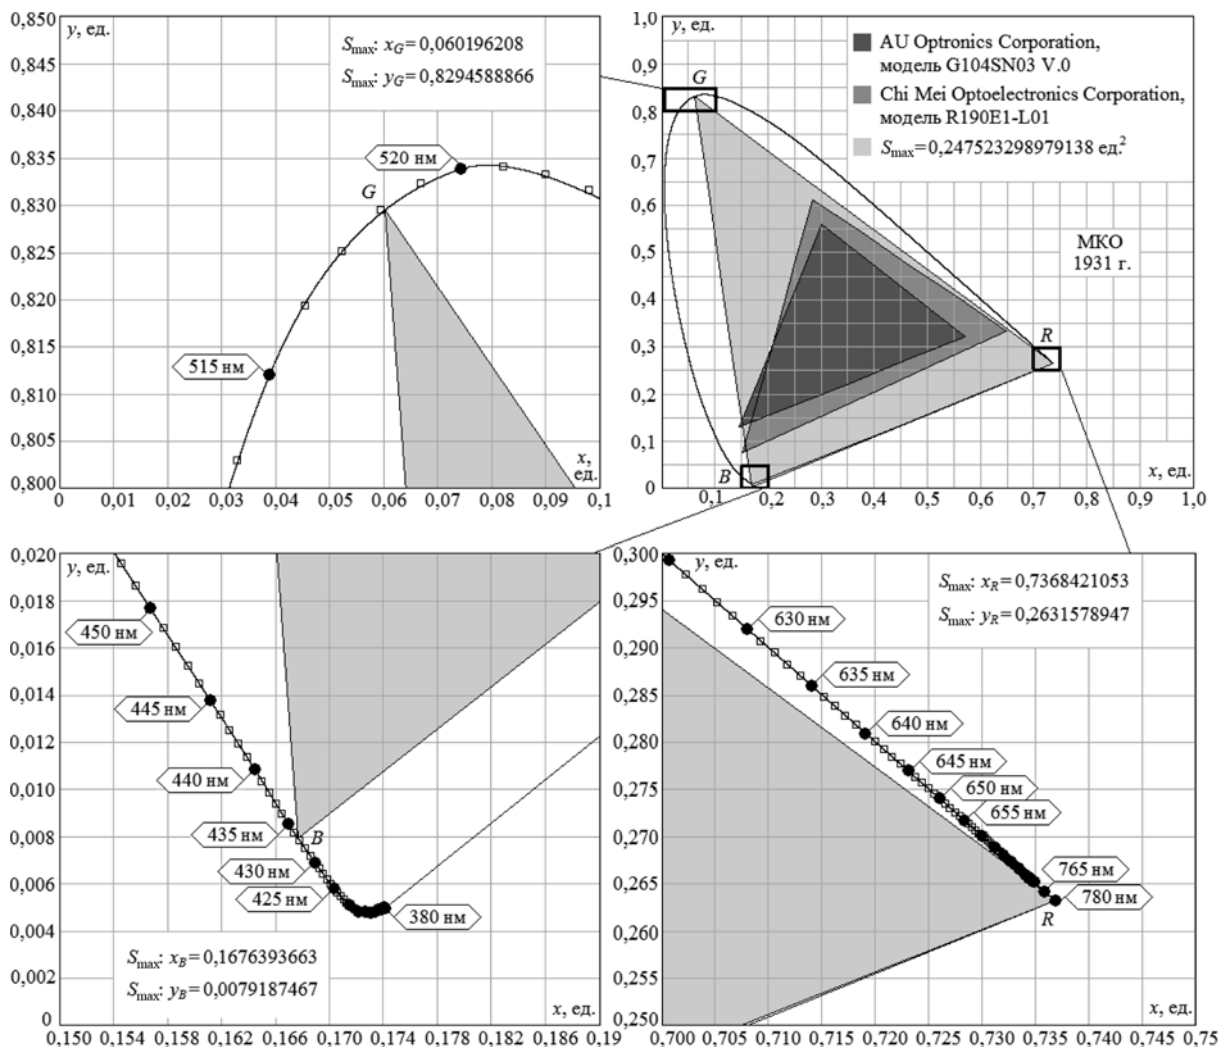 y, ед.
S_max: x_G = 0,060196208
S_max: y_G = 0,8294588866
0,850
0,845
0,840
0,835
0,830
0,825
0,820
0,815
0,810
0,805
0,800
520 нм
G
515 нм
x, ед.
0 0,01 0,02 0,03 0,04 0,05 0,06 0,07 0,08 0,09 0,1
y, ед.
AU Optronics Corporation,
модель G104SN03 V.0
Chi Mei Optoelectronics Corporation,
модель R190E1-L01
S_max=0,247523298979138 ед.²
1,0
0,9
0,8
0,7
0,6
0,5
0,4
0,3
0,2
0,1
0
G
МКО
1931 г.
R
B
x, ед.
0,1 0,2 0,3 0,4 0,5 0,6 0,7 0,8 0,9 1,0
y, ед.
0,020
0,018
0,016
0,014
0,012
0,010
0,008
0,006
0,004
0,002
0
450 нм
445 нм
440 нм
435 нм
B
430 нм
425 нм
380 нм
S_max: x_B = 0,1676393663
S_max: y_B = 0,0079187467
x, ед.
0,150 0,154 0,158 0,162 0,166 0,170 0,174 0,178 0,182 0,186 0,19
y, ед.
S_max: x_R = 0,7368421053
S_max: y_R = 0,2631578947
0,300
0,295
0,290
0,285
0,280
0,275
0,270
0,265
0,260
0,255
0,250
630 нм
635 нм
640 нм
645 нм
650 нм
655 нм
765 нм
780 нм
R
x, ед.
0,700 0,705 0,710 0,715 0,720 0,725 0,730 0,735 0,740 0,745 0,75